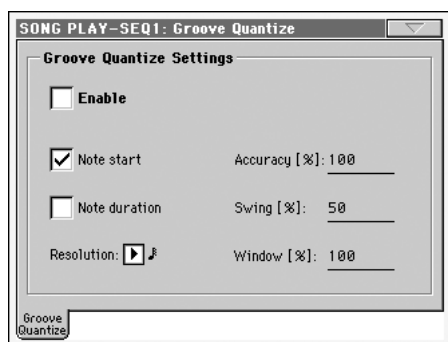 SONG PLAY-SEQ1: Groove Quantize
Groove Quantize Settings
Enable
Note start
Accuracy [%]: 100
Note duration
Swing [%]: 50
Resolution:
Window [%]: 100
Groove
Quantize